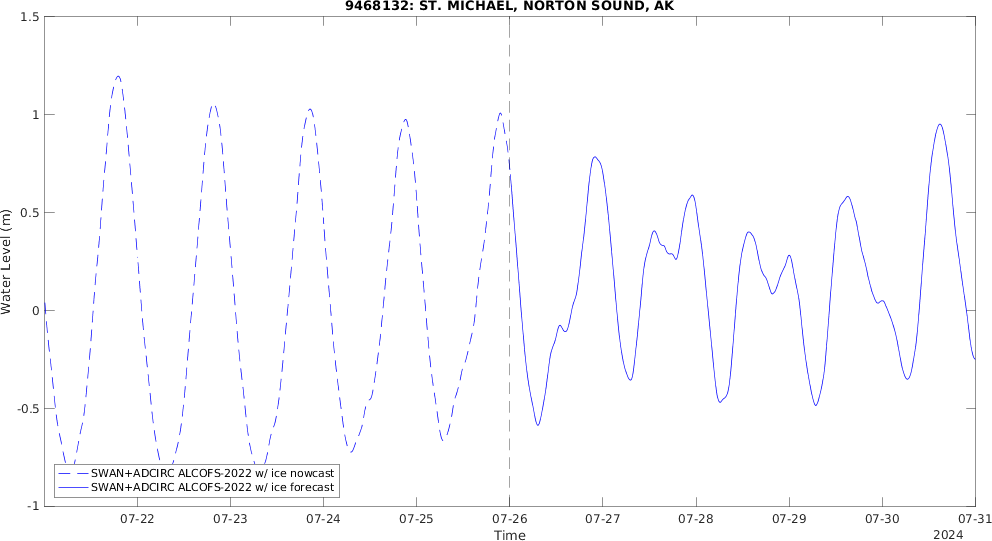 9468132: ST. MICHAEL, NORTON SOUND, AK
1.5
1
0.5
0
-0.5
-1
Water Level (m)
SWAN+ADCIRC ALCOFS-2022 w/ ice nowcast
SWAN+ADCIRC ALCOFS-2022 w/ ice forecast
07-22 07-23 07-24 07-25 07-26 07-27 07-28 07-29 07-30 07-31
Time
2024